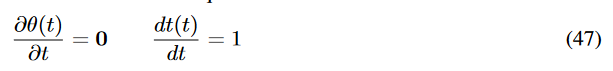 ∂θ(t)/∂t = 0    dt(t)/dt = 1    (47)